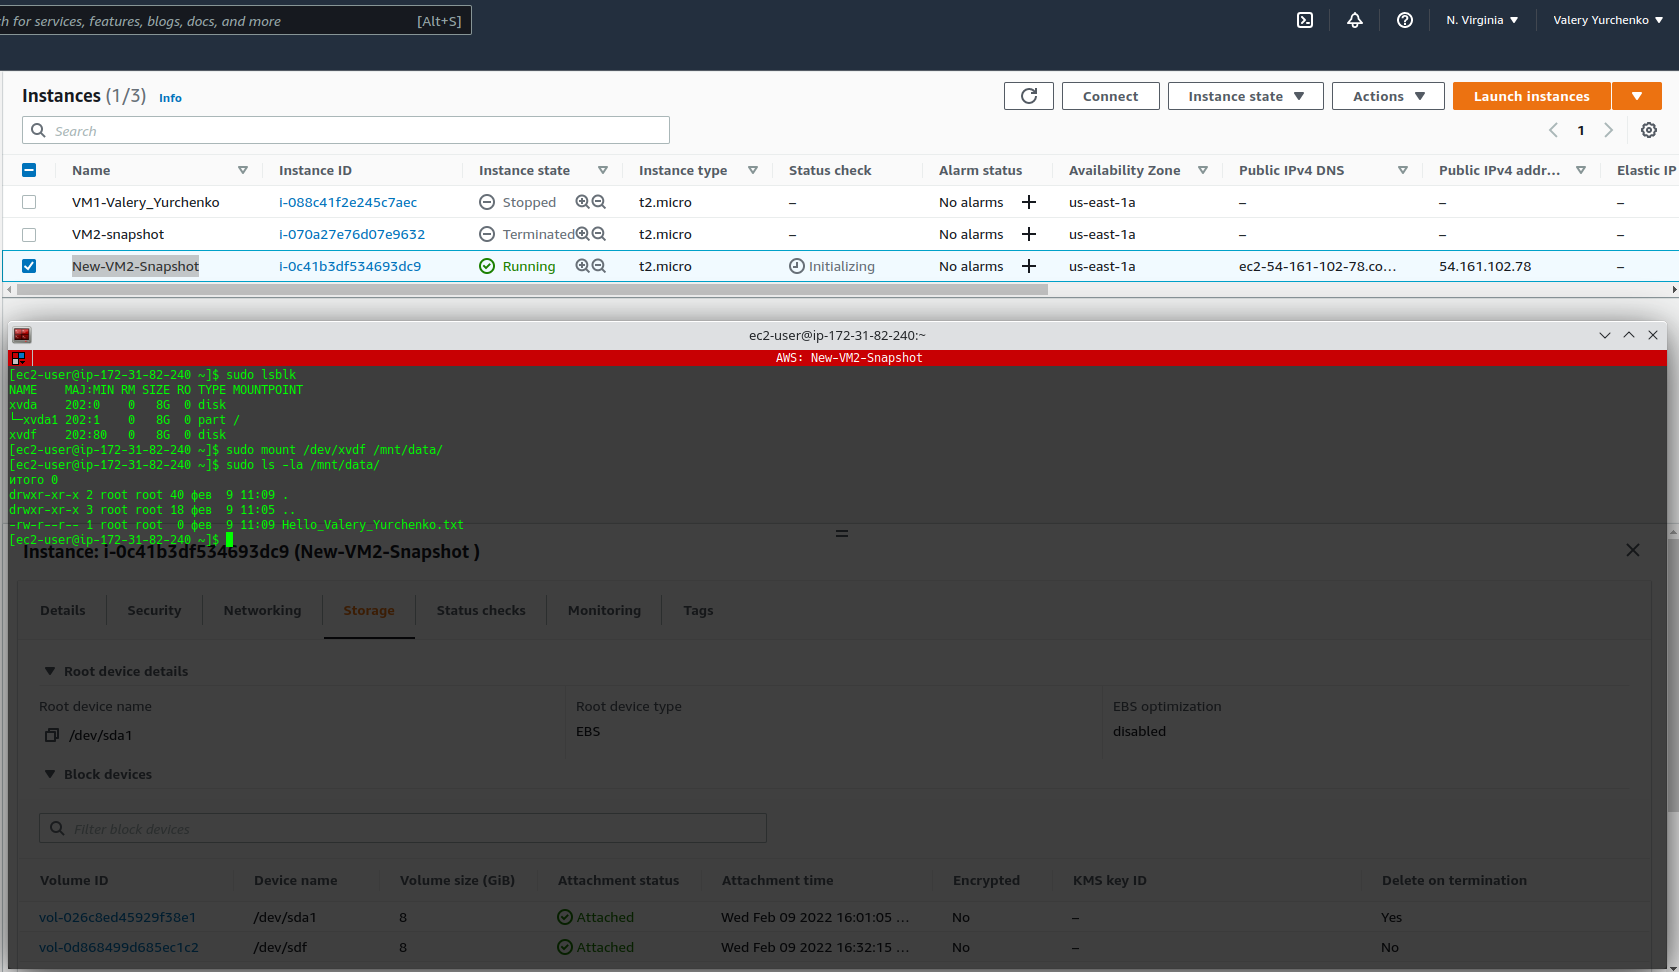 ch for services, features, blogs, docs, and more [Alt+S] N. Virginia Valery Yurchenko
Instances (1/3) Info Connect Instance state Actions Launch instances
Search 1
Name Instance ID Instance state Instance type Status check Alarm status Availability Zone Public IPv4 DNS Public IPv4 addr... Elastic IP
VM1-Valery_Yurchenko i-088c41f2e245c7aec Stopped t2.micro – No alarms us-east-1a – – –
VM2-snapshot i-070a27e76d07e9632 Terminated t2.micro – No alarms us-east-1a – – –
New-VM2-Snapshot i-0c41b3df534693dc9 Running t2.micro Initializing No alarms us-east-1a ec2-54-161-102-78.co... 54.161.102.78 –
ec2-user@ip-172-31-82-240:~
AWS: New-VM2-Snapshot
[ec2-user@ip-172-31-82-240 ~]$ sudo lsblk
NAME MAJ:MIN RM SIZE RO TYPE MOUNTPOINT
xvda 202:0 0 8G 0 disk
└─xvda1 202:1 0 8G 0 part /
xvdf 202:80 0 8G 0 disk
[ec2-user@ip-172-31-82-240 ~]$ sudo mount /dev/xvdf /mnt/data/
[ec2-user@ip-172-31-82-240 ~]$ sudo ls -la /mnt/data/
итого 0
drwxr-xr-x 2 root root 40 фев 9 11:09 .
drwxr-xr-x 3 root root 18 фев 9 11:05 ..
-rw-r--r-- 1 root root 0 фев 9 11:09 Hello_Valery_Yurchenko.txt
[ec2-user@ip-172-31-82-240 ~]$
Instance: i-0c41b3df534693dc9 (New-VM2-Snapshot )
Details Security Networking Storage Status checks Monitoring Tags
Root device details
Root device name Root device type EBS optimization
/dev/sda1 EBS disabled
Block devices
Filter block devices
Volume ID Device name Volume size (GiB) Attachment status Attachment time Encrypted KMS key ID Delete on termination
vol-026c8ed45929f38e1 /dev/sda1 8 Attached Wed Feb 09 2022 16:01:05 ... No – Yes
vol-0d868499d685ec1c2 /dev/sdf 8 Attached Wed Feb 09 2022 16:32:15 ... No – No